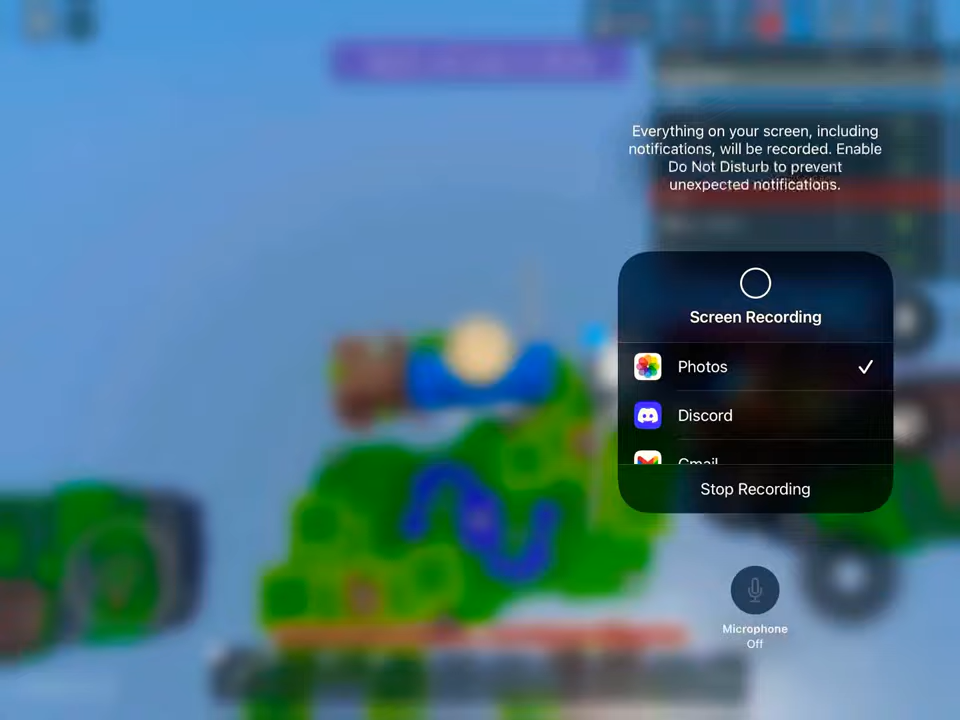 Everything on your screen, including
notifications, will be recorded. Enable
Do Not Disturb to prevent
unexpected notifications.
Screen Recording
Photos
Discord
Gmail
Stop Recording
Microphone
Off